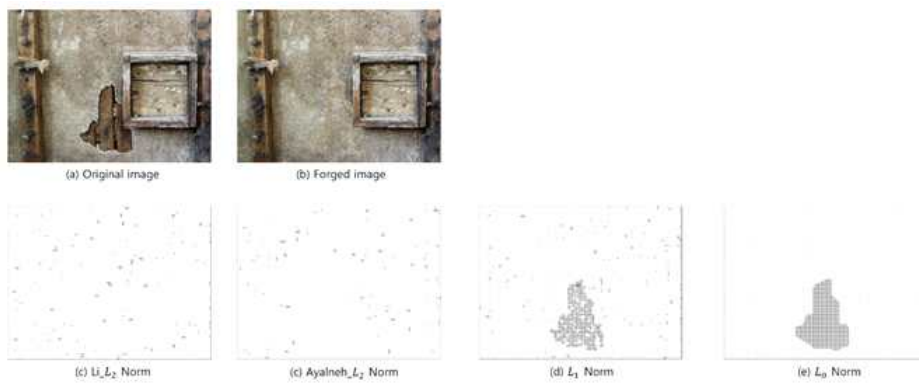 (a) Original image
(b) Forged image
(c) Li_L₂ Norm
(c) Ayalneh_L₂ Norm
(d) L₁ Norm
(e) L₀ Norm